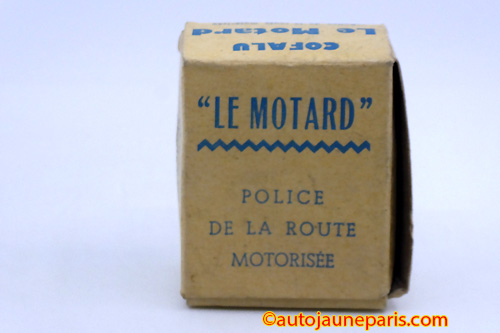 COFALU
Le Motard
"LE MOTARD"
POLICE
DE LA ROUTE
MOTORISÉE
©autojauneparis.com